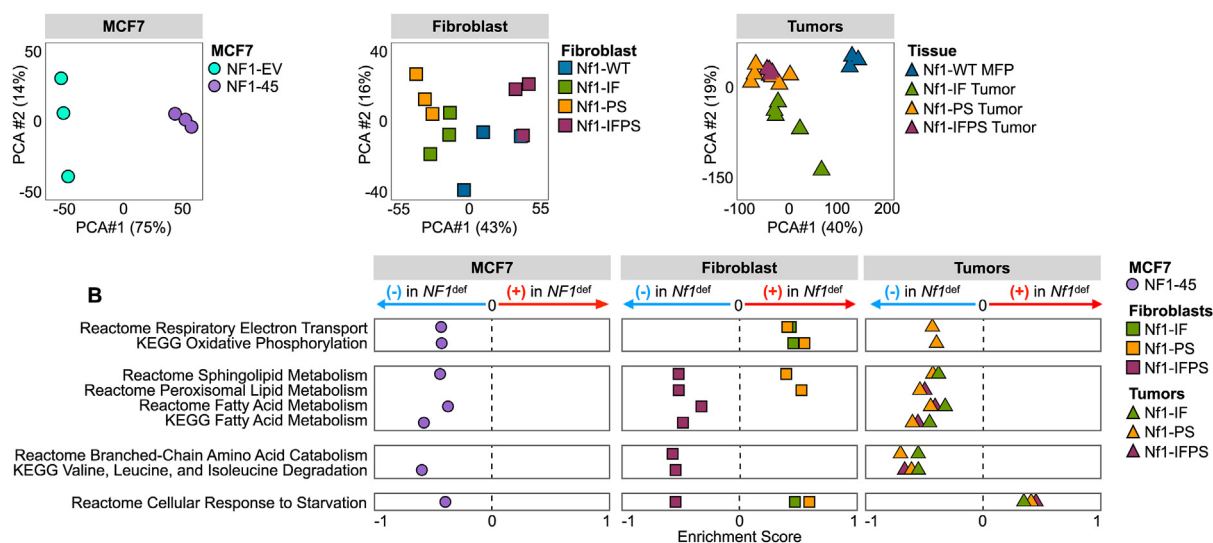 MCF7
50
0
-50
PCA #2 (14%)
-50 0 50
PCA#1 (75%)
MCF7
NF1-EV
NF1-45
Fibroblast
40
0
-40
PCA #2 (16%)
-55 0 55
PCA#1 (43%)
Fibroblast
Nf1-WT
Nf1-IF
Nf1-PS
Nf1-IFPS
Tumors
0
-150
PCA #2 (19%)
-100 0 100 200
PCA#1 (40%)
Tissue
Nf1-WT MFP
Nf1-IF Tumor
Nf1-PS Tumor
Nf1-IFPS Tumor
B
MCF7
(-) in NF1def 0 (+) in NF1def
Fibroblast
(-) in Nf1def 0 (+) in Nf1def
Tumors
(-) in Nf1def 0 (+) in Nf1def
Reactome Respiratory Electron Transport
KEGG Oxidative Phosphorylation
Reactome Sphingolipid Metabolism
Reactome Peroxisomal Lipid Metabolism
Reactome Fatty Acid Metabolism
KEGG Fatty Acid Metabolism
Reactome Branched-Chain Amino Acid Catabolism
KEGG Valine, Leucine, and Isoleucine Degradation
Reactome Cellular Response to Starvation
-1 0 1
-1 0 1
-1 0 1
Enrichment Score
MCF7
NF1-45
Fibroblasts
Nf1-IF
Nf1-PS
Nf1-IFPS
Tumors
Nf1-IF
Nf1-PS
Nf1-IFPS